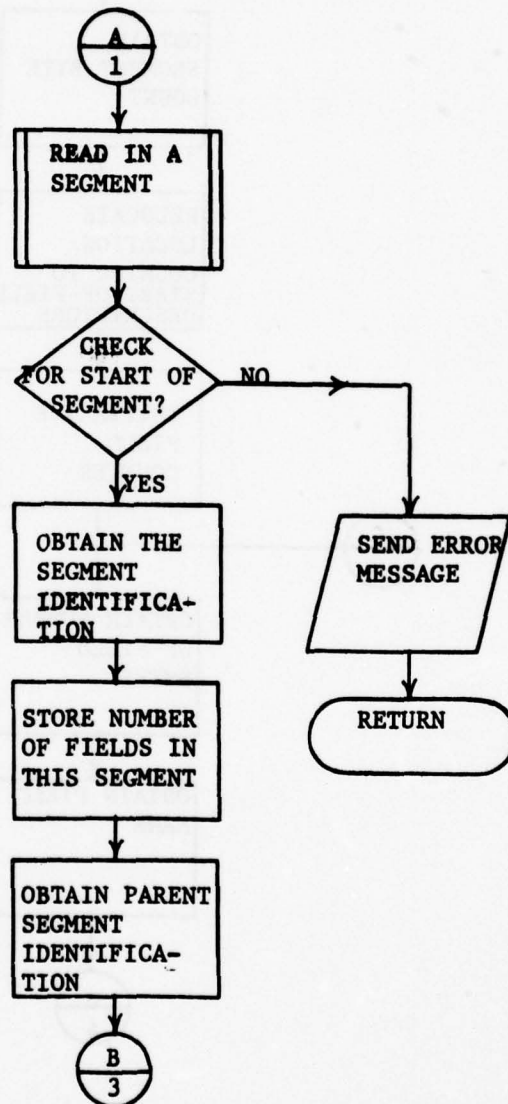 A
1
READ IN A
SEGMENT
CHECK
FOR START OF
SEGMENT?
NO
YES
OBTAIN THE
SEGMENT
IDENTIFICA-
TION
SEND ERROR
MESSAGE
RETURN
STORE NUMBER
OF FIELDS IN
THIS SEGMENT
OBTAIN PARENT
SEGMENT
IDENTIFICA-
TION
B
3